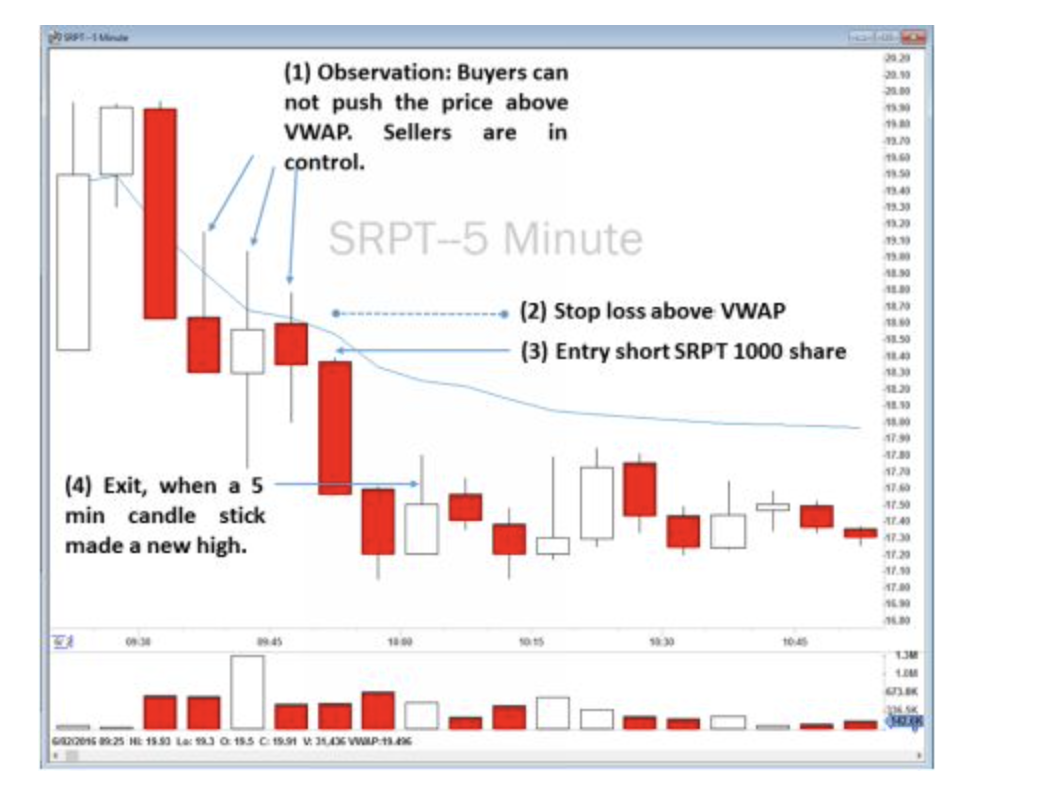 SRPT--5 Minute
(1) Observation: Buyers can
not push the price above
VWAP. Sellers are in
control.
SRPT--5 Minute
(2) Stop loss above VWAP
(3) Entry short SRPT 1000 share
(4) Exit, when a 5
min candle stick
made a new high.
20.20
20.10
20.00
19.90
19.80
19.70
19.60
19.50
19.40
19.30
19.20
19.10
19.00
18.90
18.80
18.70
18.60
18.50
18.40
18.30
18.20
18.10
18.00
17.90
17.80
17.70
17.60
17.50
17.40
17.30
17.20
17.10
17.00
16.90
16.80
09:30 09:45 10:00 10:15 10:30 10:45
1.3M
1.0M
673.0K
336.5K
142.6K
0
6/02/2016 09:25 Hi: 19.93 Lo: 19.3 O: 19.5 C: 19.91 V: 31,436 VWAP:19.496